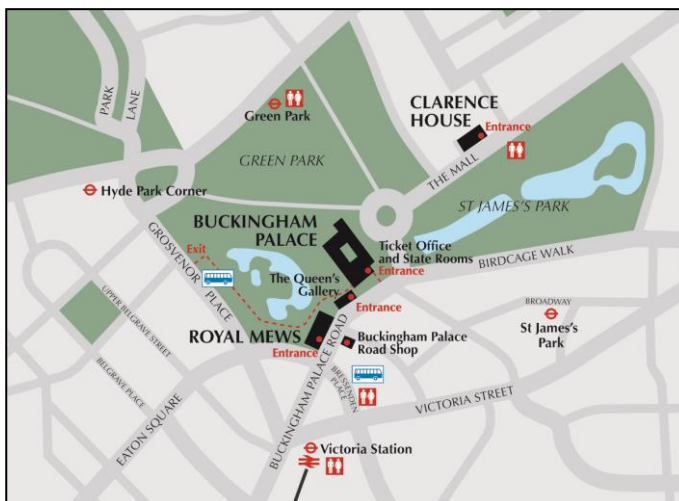 PARK
LANE
Green Park
GREEN PARK
CLARENCE
HOUSE
Entrance
THE MALL
Hyde Park Corner
ST JAMES'S PARK
BUCKINGHAM
PALACE
Ticket Office
and State Rooms
Entrance
BIRDCAGE WALK
GROSVENOR
PLACE
Exit
The Queen's
Gallery
Entrance
UPPER BELGRAVE STREET
BELGRAVE PLACE
ROYAL MEWS
Entrance
BUCKINGHAM PALACE ROAD
Buckingham Palace
Road Shop
BROADWAY
St James's
Park
BRESSENDEN
PLACE
VICTORIA STREET
EATON SQUARE
Victoria Station